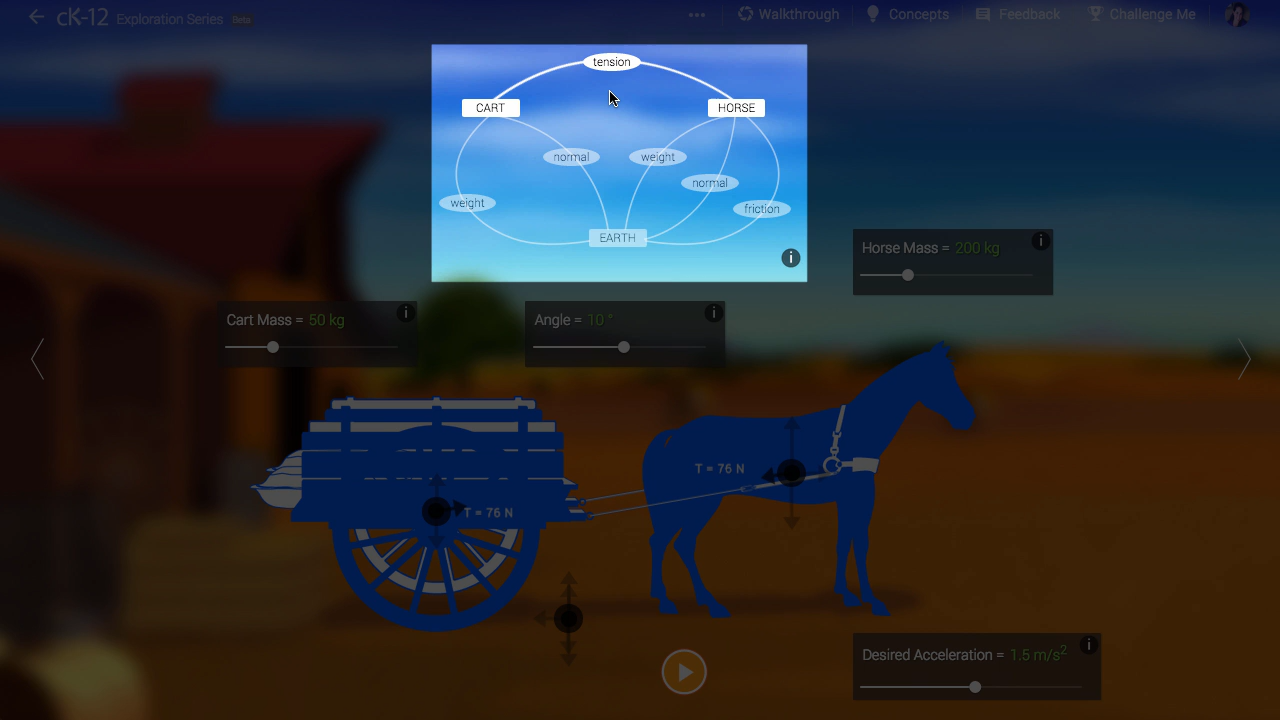 cK-12 Exploration Series Beta
Walkthrough
Concepts
Feedback
Challenge Me
tension
CART
HORSE
normal
weight
normal
weight
friction
EARTH
i
Horse Mass = 200 kg
i
Cart Mass = 50 kg
i
Angle = 10 °
i
T = 76 N
T = 76 N
Desired Acceleration = 1.5 m/s²
i